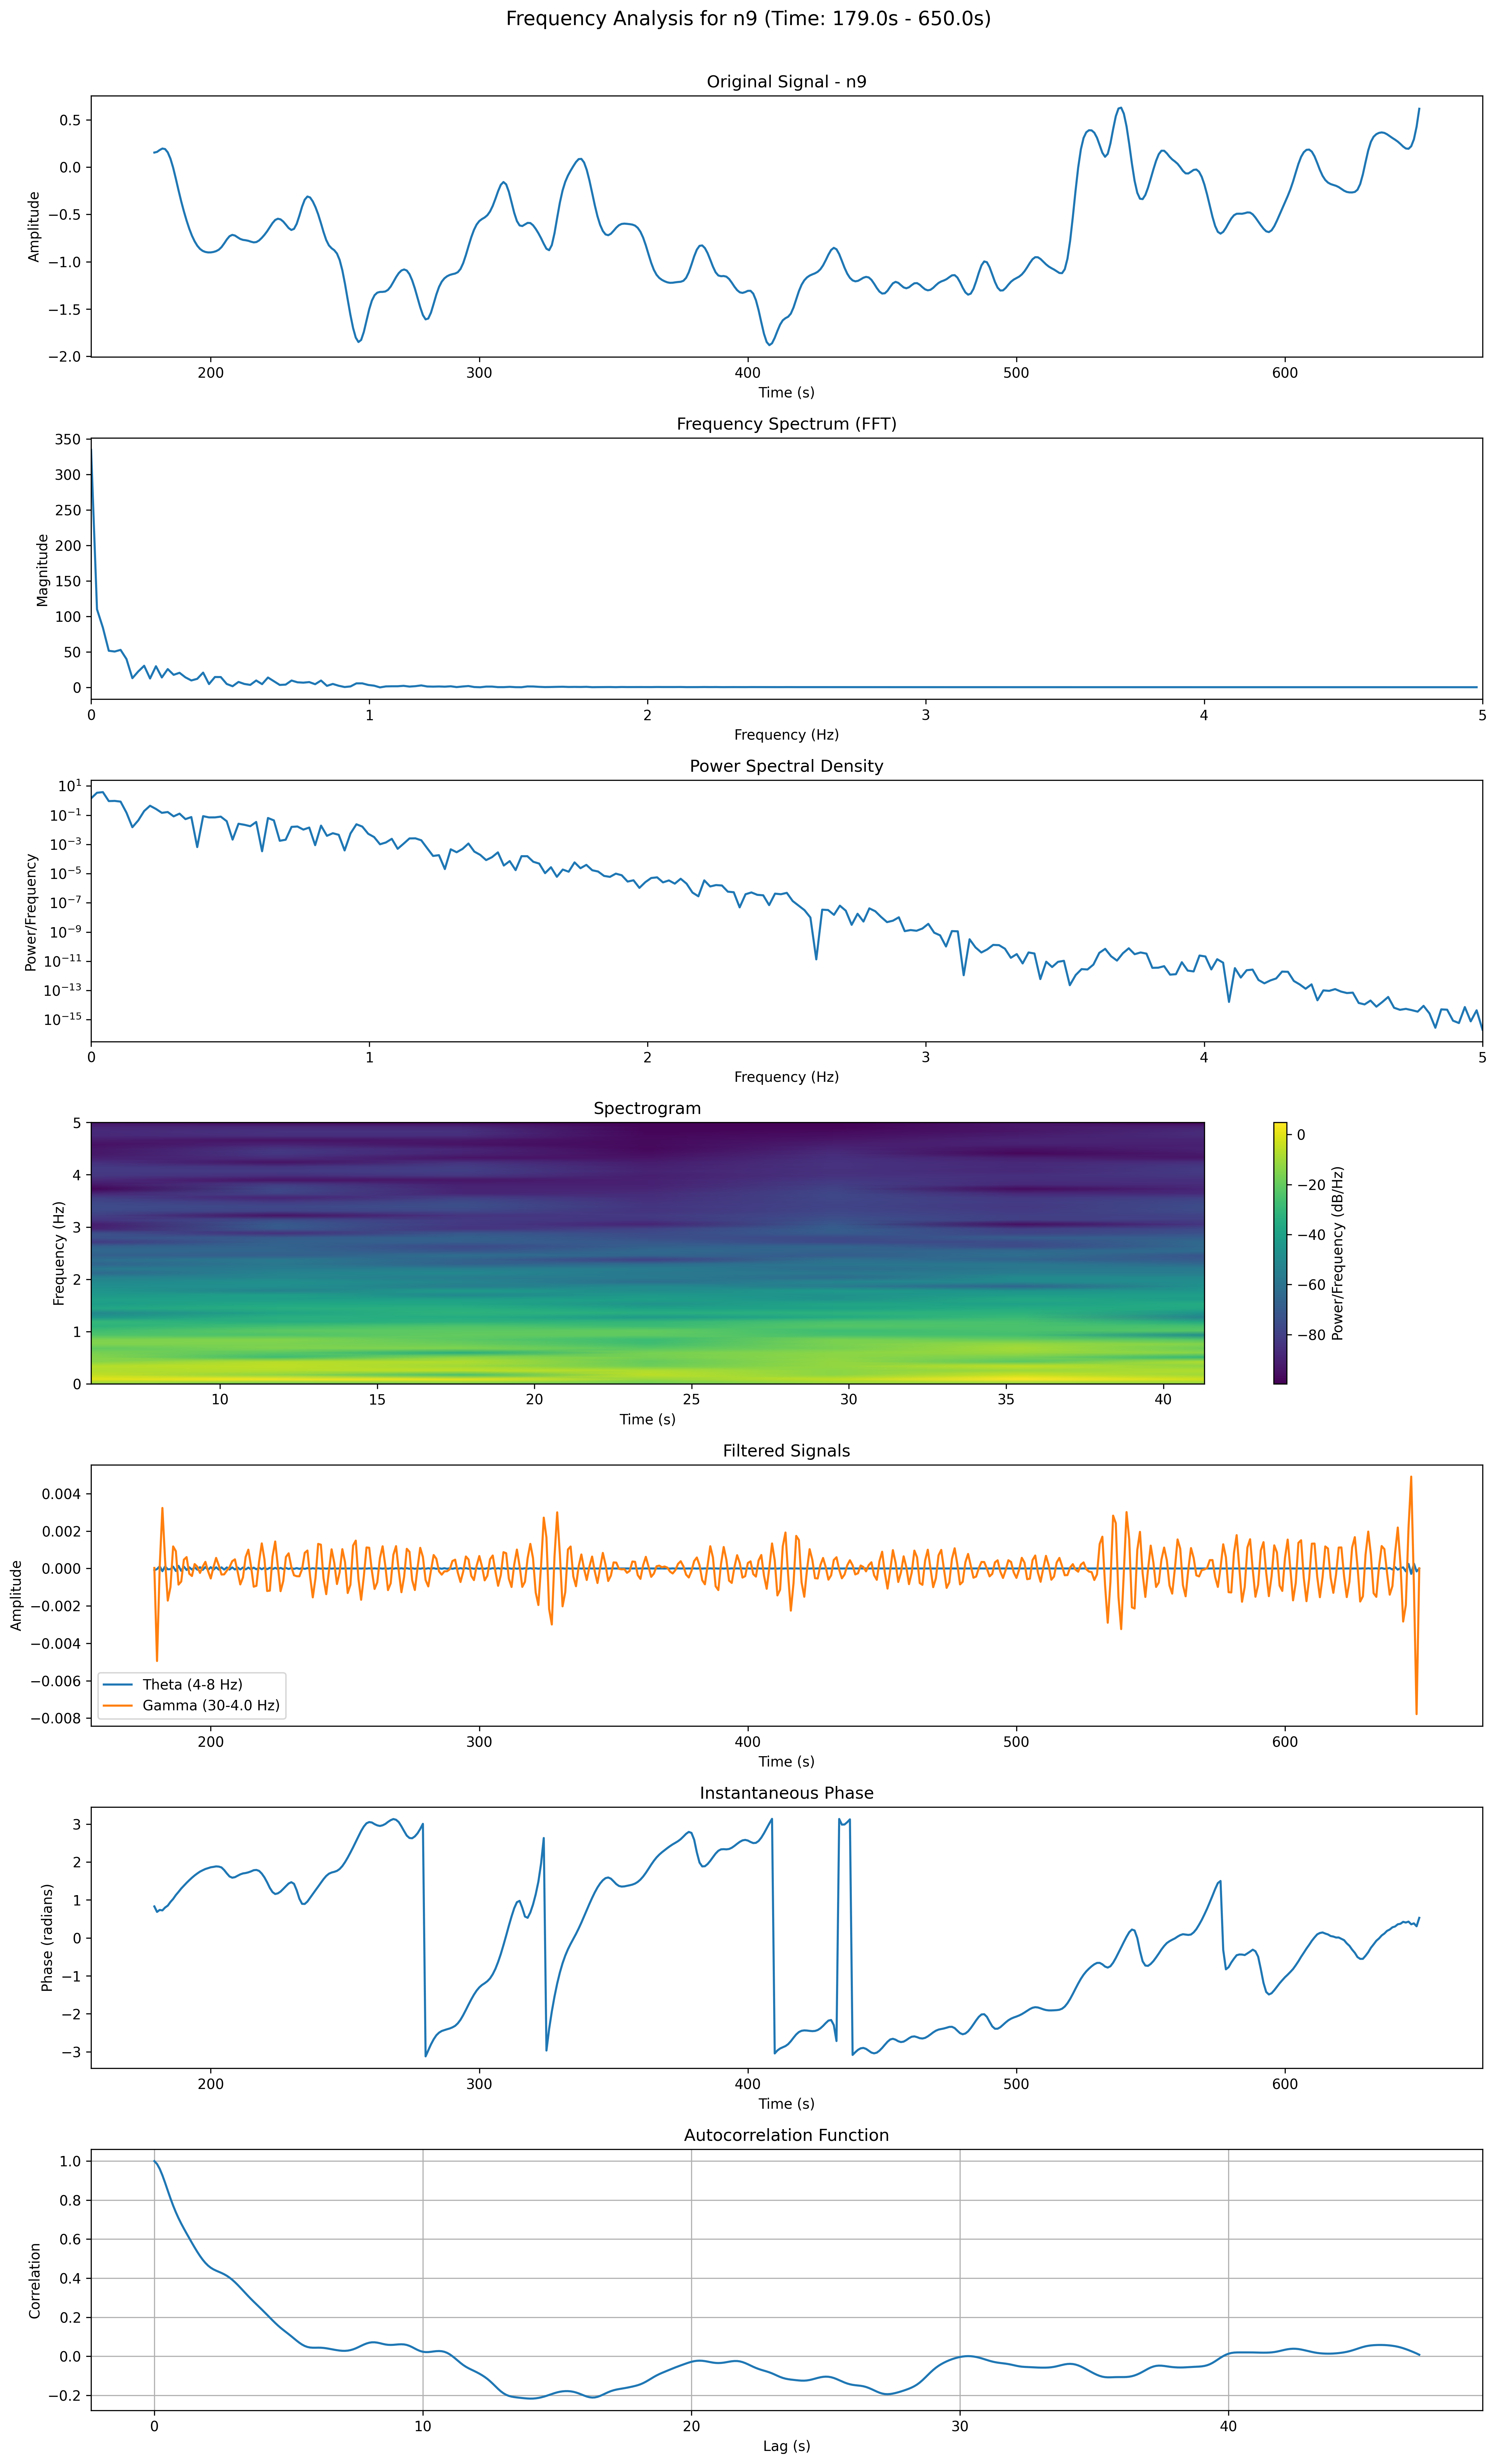 Frequency Analysis for n9 (Time: 179.0s - 650.0s)
Original Signal - n9
0.5
0.0
−0.5
−1.0
−1.5
−2.0
Amplitude
200 300 400 500 600
Time (s)
Frequency Spectrum (FFT)
350
300
250
200
150
100
50
0
Magnitude
0 1 2 3 4 5
Frequency (Hz)
Power Spectral Density
10^1
10^−1
10^−3
10^−5
10^−7
10^−9
10^−11
10^−13
10^−15
Power/Frequency
0 1 2 3 4 5
Frequency (Hz)
Spectrogram
5
4
3
2
1
0
Frequency (Hz)
10 15 20 25 30 35 40
Time (s)
0
−20
−40
−60
−80
Power/Frequency (dB/Hz)
Filtered Signals
0.004
0.002
0.000
−0.002
−0.004
−0.006
−0.008
Amplitude
Theta (4-8 Hz)
Gamma (30-4.0 Hz)
200 300 400 500 600
Time (s)
Instantaneous Phase
3
2
1
0
−1
−2
−3
Phase (radians)
200 300 400 500 600
Time (s)
Autocorrelation Function
1.0
0.8
0.6
0.4
0.2
0.0
−0.2
Correlation
0 10 20 30 40
Lag (s)